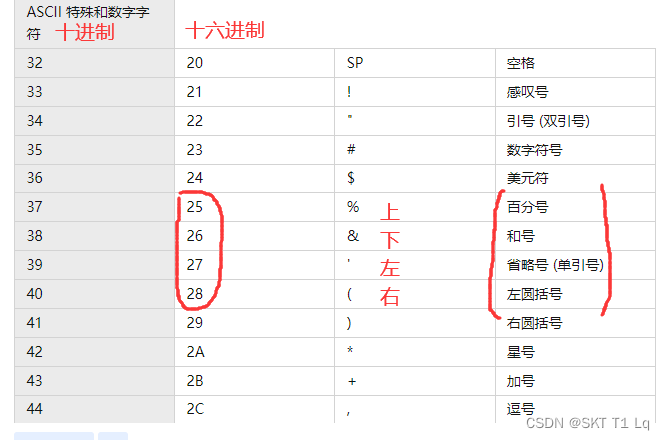 ASCII 特殊和数字字
符 十进制 十六进制
32 20 SP 空格
33 21 ! 感叹号
34 22 " 引号 (双引号)
35 23 # 数字符号
36 24 $ 美元符
37 25 % 上 百分号
38 26 & 下 和号
39 27 ' 左 省略号 (单引号)
40 28 ( 右 左圆括号
41 29 ) 右圆括号
42 2A * 星号
43 2B + 加号
44 2C , 逗号
CSDN @SKT T1 Lq